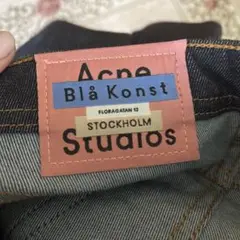 Acne
Blå Konst
FLORAGATAN 13
STOCKHOLM
Studios